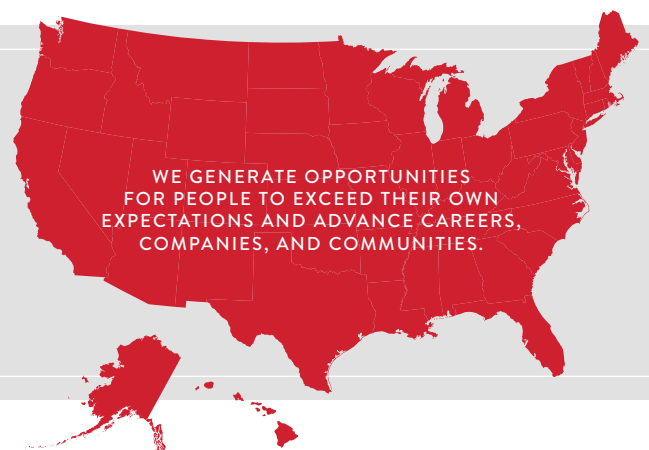 WE GENERATE OPPORTUNITIES
FOR PEOPLE TO EXCEED THEIR OWN
EXPECTATIONS AND ADVANCE CAREERS,
COMPANIES, AND COMMUNITIES.